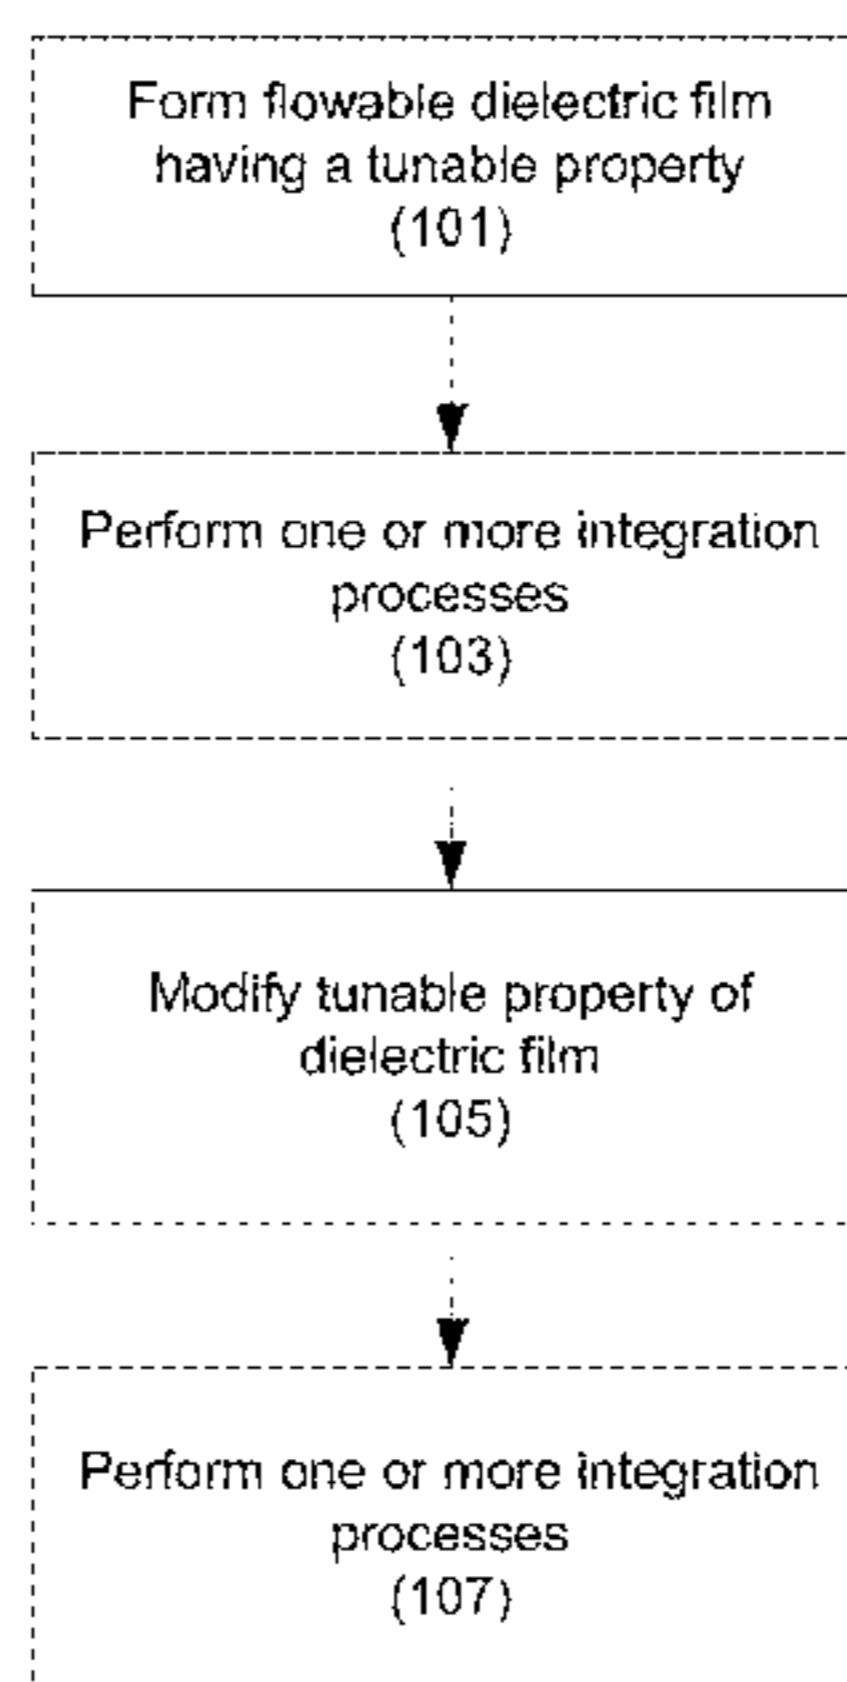 Form flowable dielectric film
having a tunable property
(101)
Perform one or more integration
processes
(103)
Modify tunable property of
dielectric film
(105)
Perform one or more integration
processes
(107)